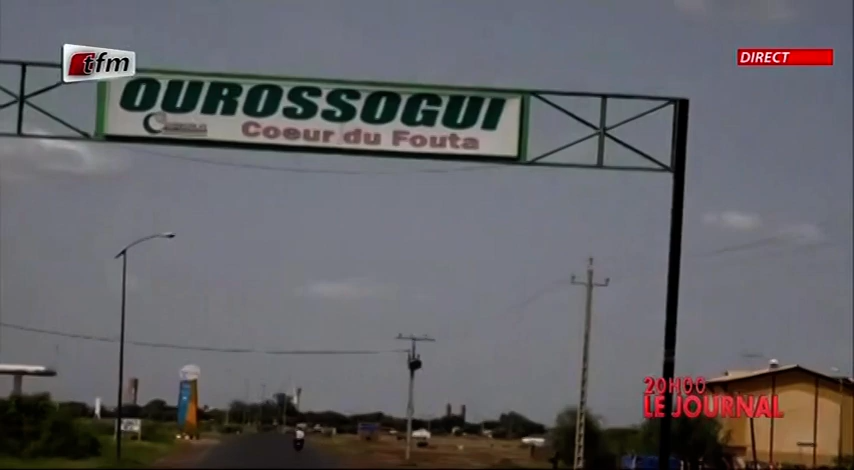 tfm
DIRECT
OUROSSOGUI
Coeur du Fouta
20H00
LE JOURNAL